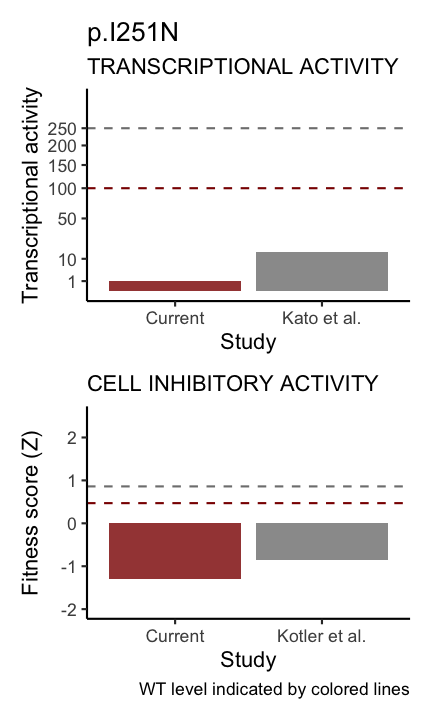 p.I251N
TRANSCRIPTIONAL ACTIVITY
Transcriptional activity
250
200
150
100
50
10
1
Current
Kato et al.
Study
CELL INHIBITORY ACTIVITY
Fitness score (Z)
2
1
0
-1
-2
Current
Kotler et al.
Study
WT level indicated by colored lines